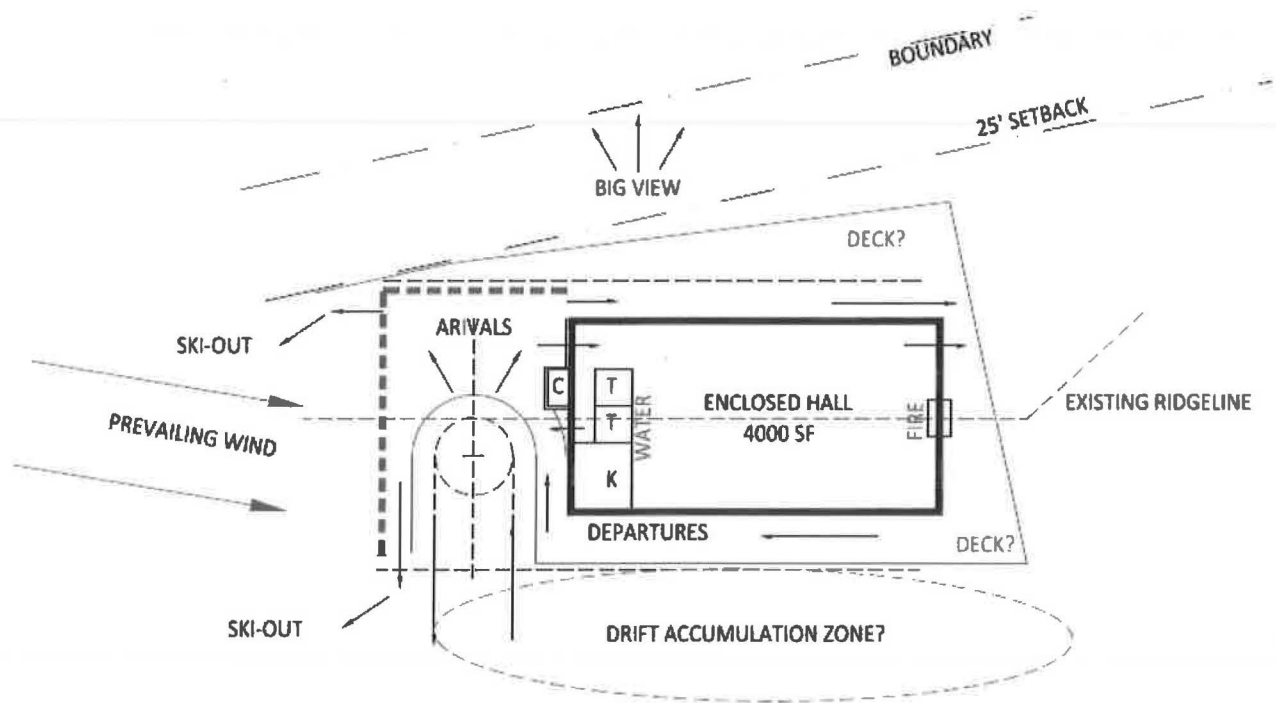 BOUNDARY
25' SETBACK
BIG VIEW
DECK?
ARIVALS
SKI-OUT
C
T
T
K
WATER
ENCLOSED HALL
4000 SF
FIRE
EXISTING RIDGELINE
PREVAILING WIND
DEPARTURES
DECK?
SKI-OUT
DRIFT ACCUMULATION ZONE?